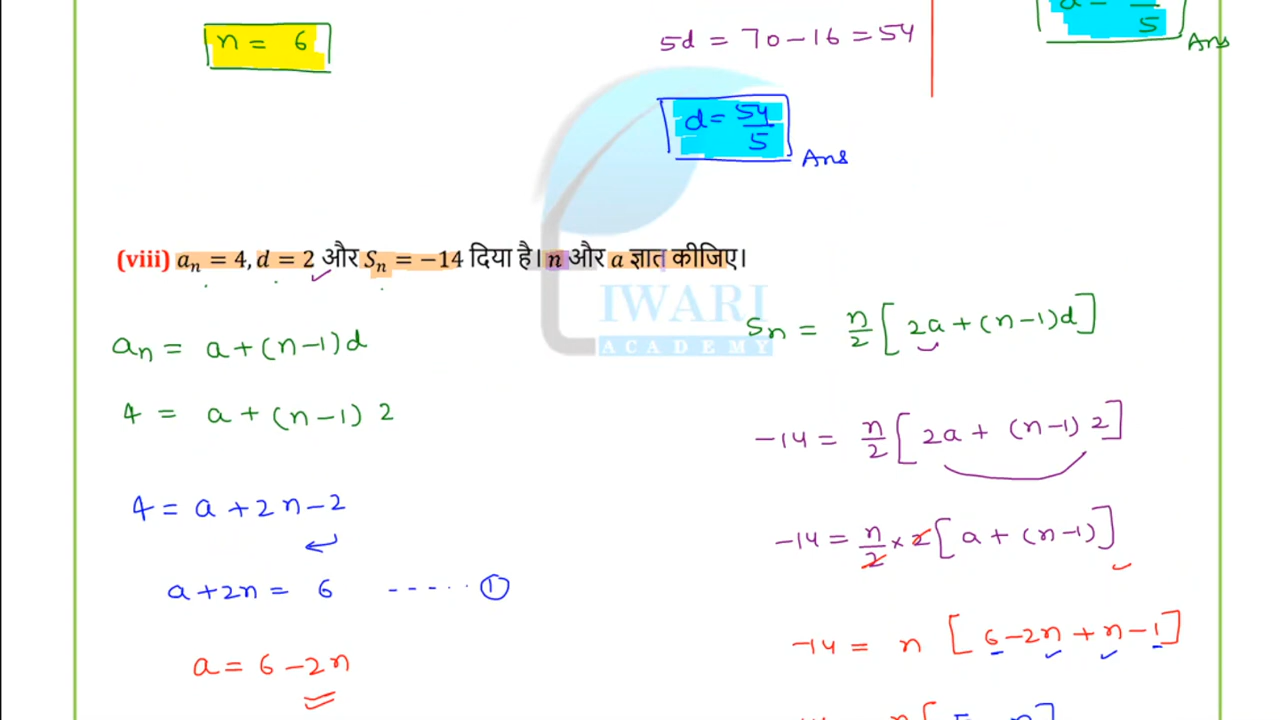 n = 6
5d = 70 - 16 = 54
5
Ans
d = 54/5
Ans
(viii) aₙ = 4, d = 2 और Sₙ = −14 दिया है। n और a ज्ञात कीजिए।
IWARI
ACADEMY
aₙ = a + (n-1)d
4 = a + (n-1) 2
4 = a + 2n - 2
a + 2n = 6 ------ ①
a = 6 - 2n
Sₙ = n/2 [2a + (n-1)d]
-14 = n/2 [2a + (n-1) 2]
-14 = n/2 × 2 [a + (n-1)]
-14 = n [6 - 2n + n - 1]